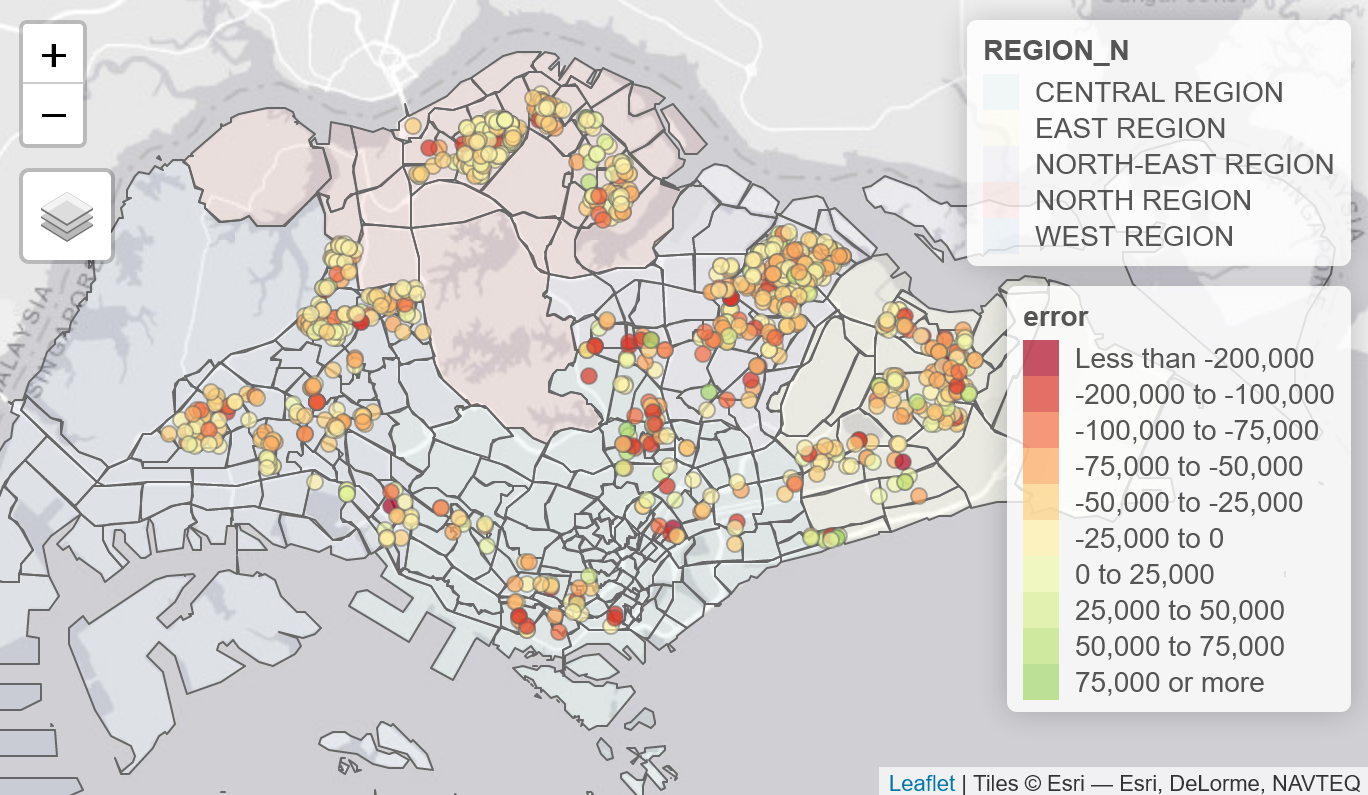 +
−
REGION_N
CENTRAL REGION
EAST REGION
NORTH-EAST REGION
NORTH REGION
WEST REGION
error
Less than -200,000
-200,000 to -100,000
-100,000 to -75,000
-75,000 to -50,000
-50,000 to -25,000
-25,000 to 0
0 to 25,000
25,000 to 50,000
50,000 to 75,000
75,000 or more
Leaflet | Tiles © Esri — Esri, DeLorme, NAVTEQ